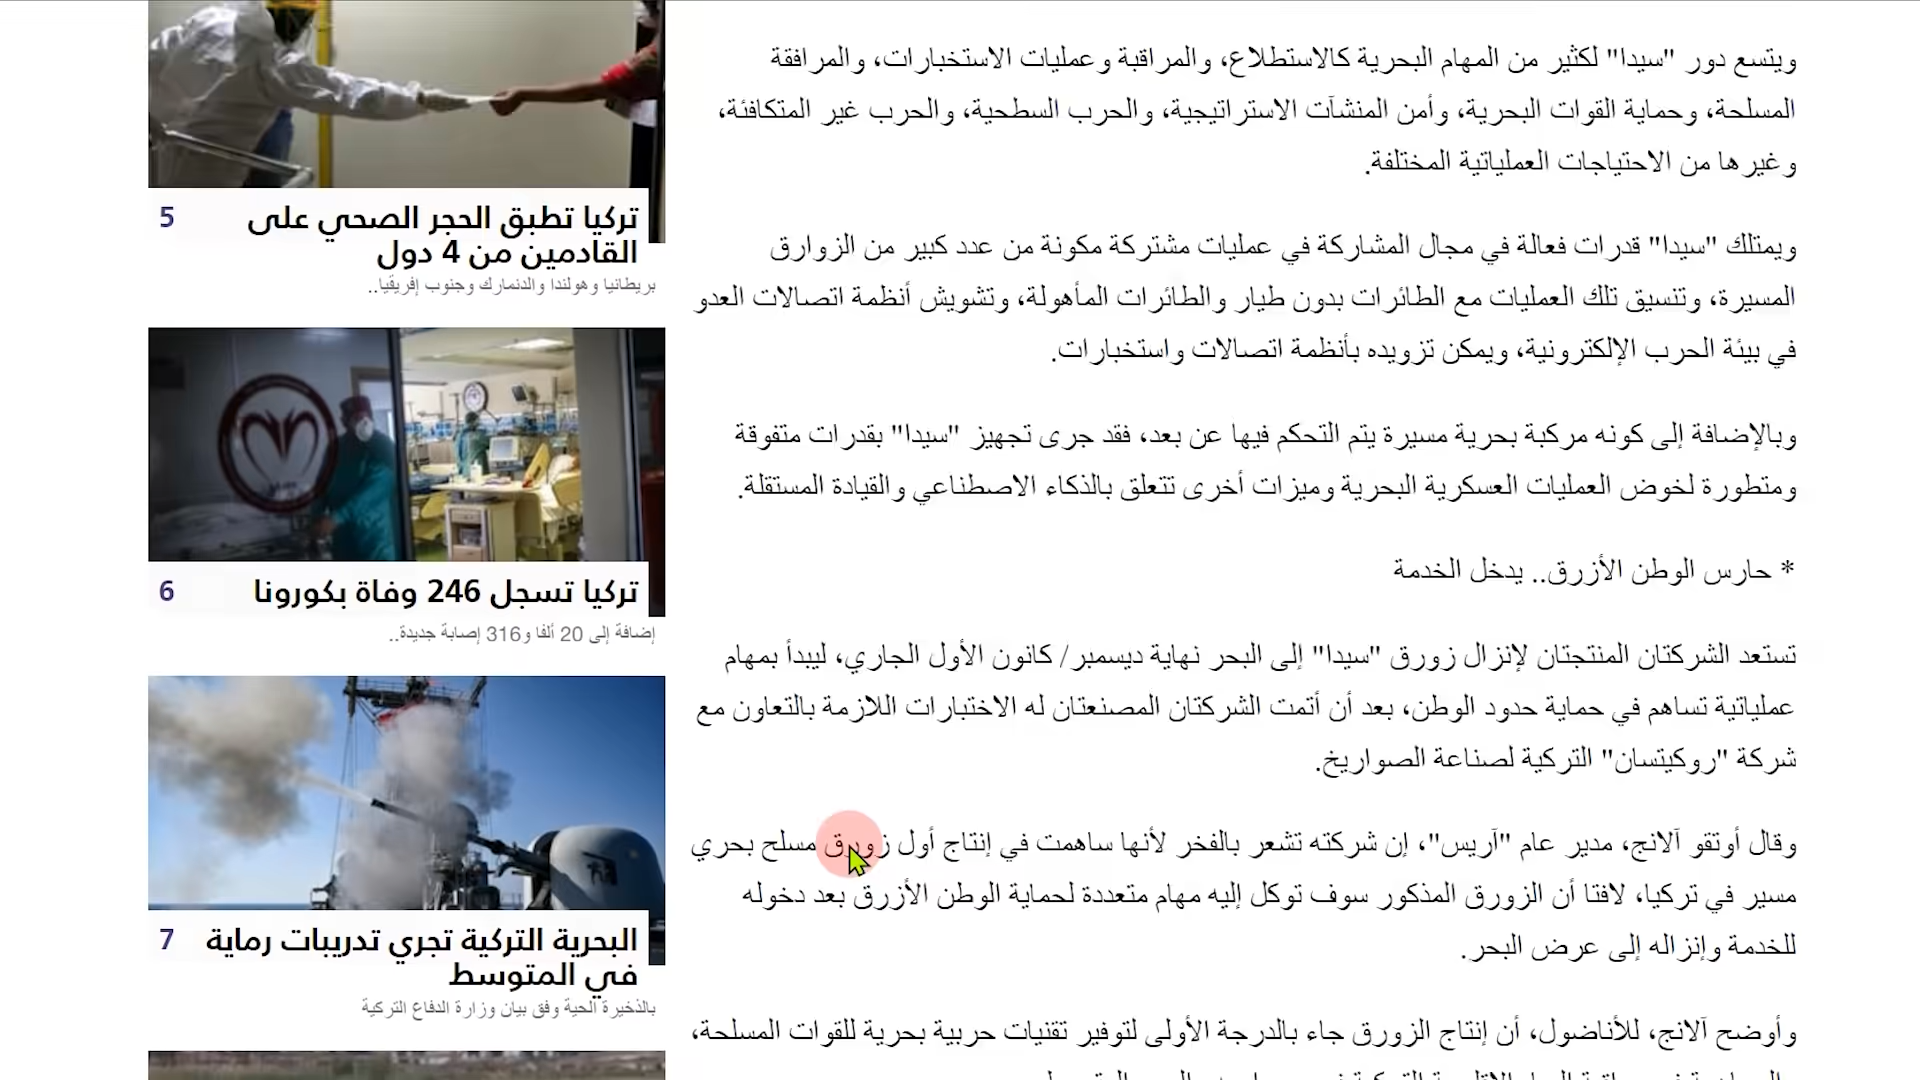 ويتسع دور "سيدا" لكثير من المهام البحرية كالاستطلاع، والمراقبة وعمليات الاستخبارات، والمرافقة
المسلحة، وحماية القوات البحرية، وأمن المنشآت الاستراتيجية، والحرب السطحية، والحرب غير المتكافئة،
وغيرها من الاحتياجات العملياتية المختلفة.
ويمتلك "سيدا" قدرات فعالة في مجال المشاركة في عمليات مشتركة مكونة من عدد كبير من الزوارق
المسيرة، وتنسيق تلك العمليات مع الطائرات بدون طيار والطائرات المأهولة، وتشويش أنظمة اتصالات العدو
في بيئة الحرب الإلكترونية، ويمكن تزويده بأنظمة اتصالات واستخبارات.
وبالإضافة إلى كونه مركبة بحرية مسيرة يتم التحكم فيها عن بعد، فقد جرى تجهيز "سيدا" بقدرات متفوقة
ومتطورة لخوض العمليات العسكرية البحرية وميزات أخرى تتعلق بالذكاء الاصطناعي والقيادة المستقلة.
* حارس الوطن الأزرق.. يدخل الخدمة
تستعد الشركتان المنتجتان لإنزال زورق "سيدا" إلى البحر نهاية ديسمبر/ كانون الأول الجاري، ليبدأ بمهام
عملياتية تساهم في حماية حدود الوطن، بعد أن أتمت الشركتان المصنعتان له الاختبارات اللازمة بالتعاون مع
شركة "روكيتسان" التركية لصناعة الصواريخ.
وقال أوتقو آلانج، مدير عام "آريس"، إن شركته تشعر بالفخر لأنها ساهمت في إنتاج أول زورق مسلح بحري
مسير في تركيا، لافتا أن الزورق المذكور سوف توكل إليه مهام متعددة لحماية الوطن الأزرق بعد دخوله
للخدمة وإنزاله إلى عرض البحر.
وأوضح آلانج، للأناضول، أن إنتاج الزورق جاء بالدرجة الأولى لتوفير تقنيات حربية بحرية للقوات المسلحة،
5
تركيا تطبق الحجر الصحي على
القادمين من 4 دول
بريطانيا وهولندا والدنمارك وجنوب إفريقيا..
6
تركيا تسجل 246 وفاة بكورونا
إضافة إلى 20 ألفا و316 إصابة جديدة..
7
البحرية التركية تجري تدريبات رماية
في المتوسط
بالذخيرة الحية وفق بيان وزارة الدفاع التركية